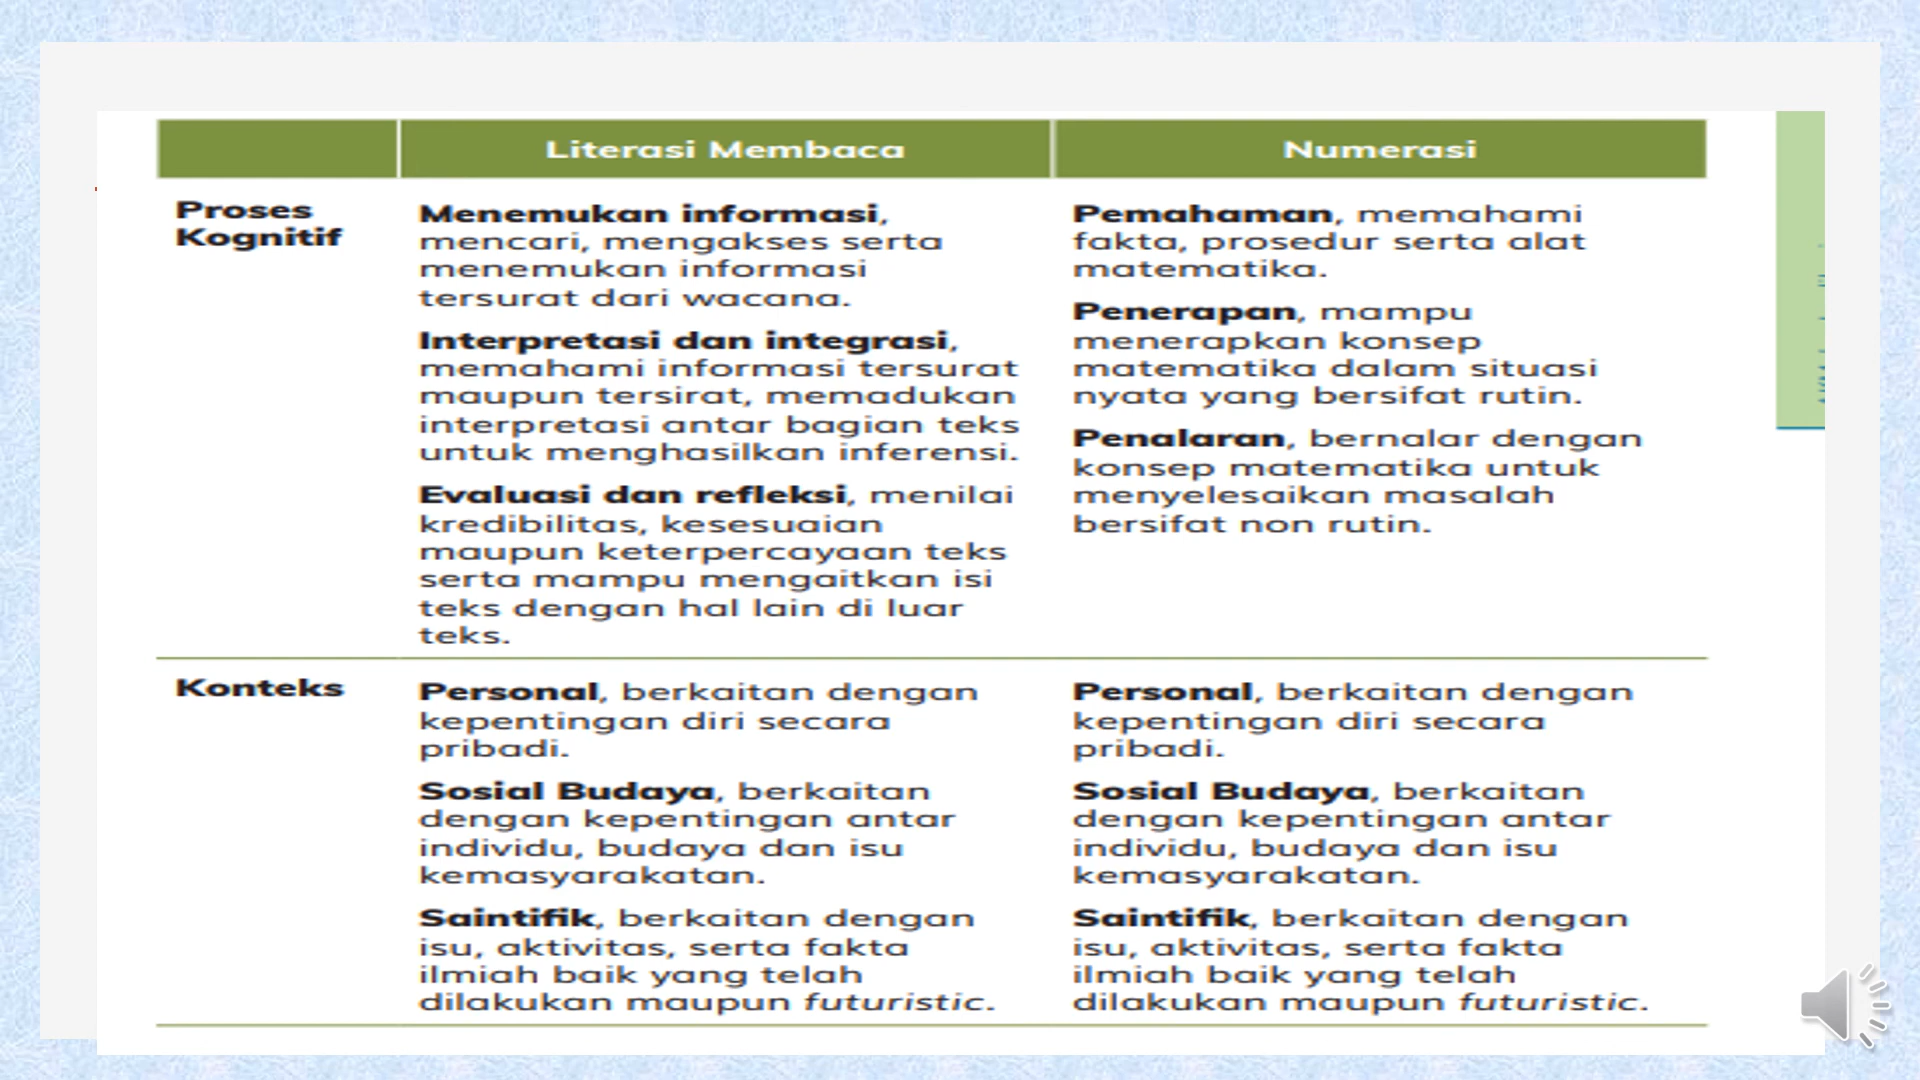 Literasi Membaca
Numerasi
Proses
Kognitif
Menemukan informasi,
mencari, mengakses serta
menemukan informasi
tersurat dari wacana.
Interpretasi dan integrasi,
memahami informasi tersurat
maupun tersirat, memadukan
interpretasi antar bagian teks
untuk menghasilkan inferensi.
Evaluasi dan refleksi, menilai
kredibilitas, kesesuaian
maupun keterpercayaan teks
serta mampu mengaitkan isi
teks dengan hal lain di luar
teks.
Pemahaman, memahami
fakta, prosedur serta alat
matematika.
Penerapan, mampu
menerapkan konsep
matematika dalam situasi
nyata yang bersifat rutin.
Penalaran, bernalar dengan
konsep matematika untuk
menyelesaikan masalah
bersifat non rutin.
Konteks
Personal, berkaitan dengan
kepentingan diri secara
pribadi.
Sosial Budaya, berkaitan
dengan kepentingan antar
individu, budaya dan isu
kemasyarakatan.
Saintifik, berkaitan dengan
isu, aktivitas, serta fakta
ilmiah baik yang telah
dilakukan maupun futuristic.
Personal, berkaitan dengan
kepentingan diri secara
pribadi.
Sosial Budaya, berkaitan
dengan kepentingan antar
individu, budaya dan isu
kemasyarakatan.
Saintifik, berkaitan dengan
isu, aktivitas, serta fakta
ilmiah baik yang telah
dilakukan maupun futuristic.